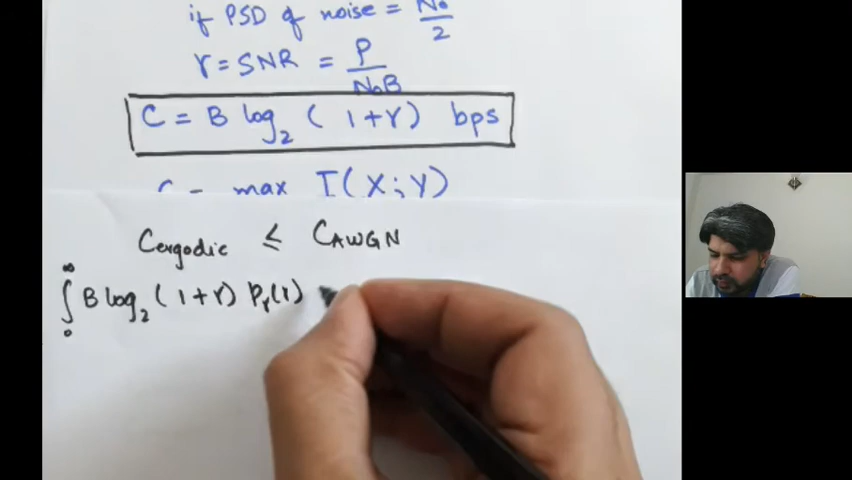 if PSD of noise = N₀/2
γ = SNR = P/N₀B
C = B log₂ (1+γ) bps
C = max I(X;Y)
Cergodic ≤ CAWGN
∫₀^∞ B log₂ (1+γ) Pᵧ(γ)